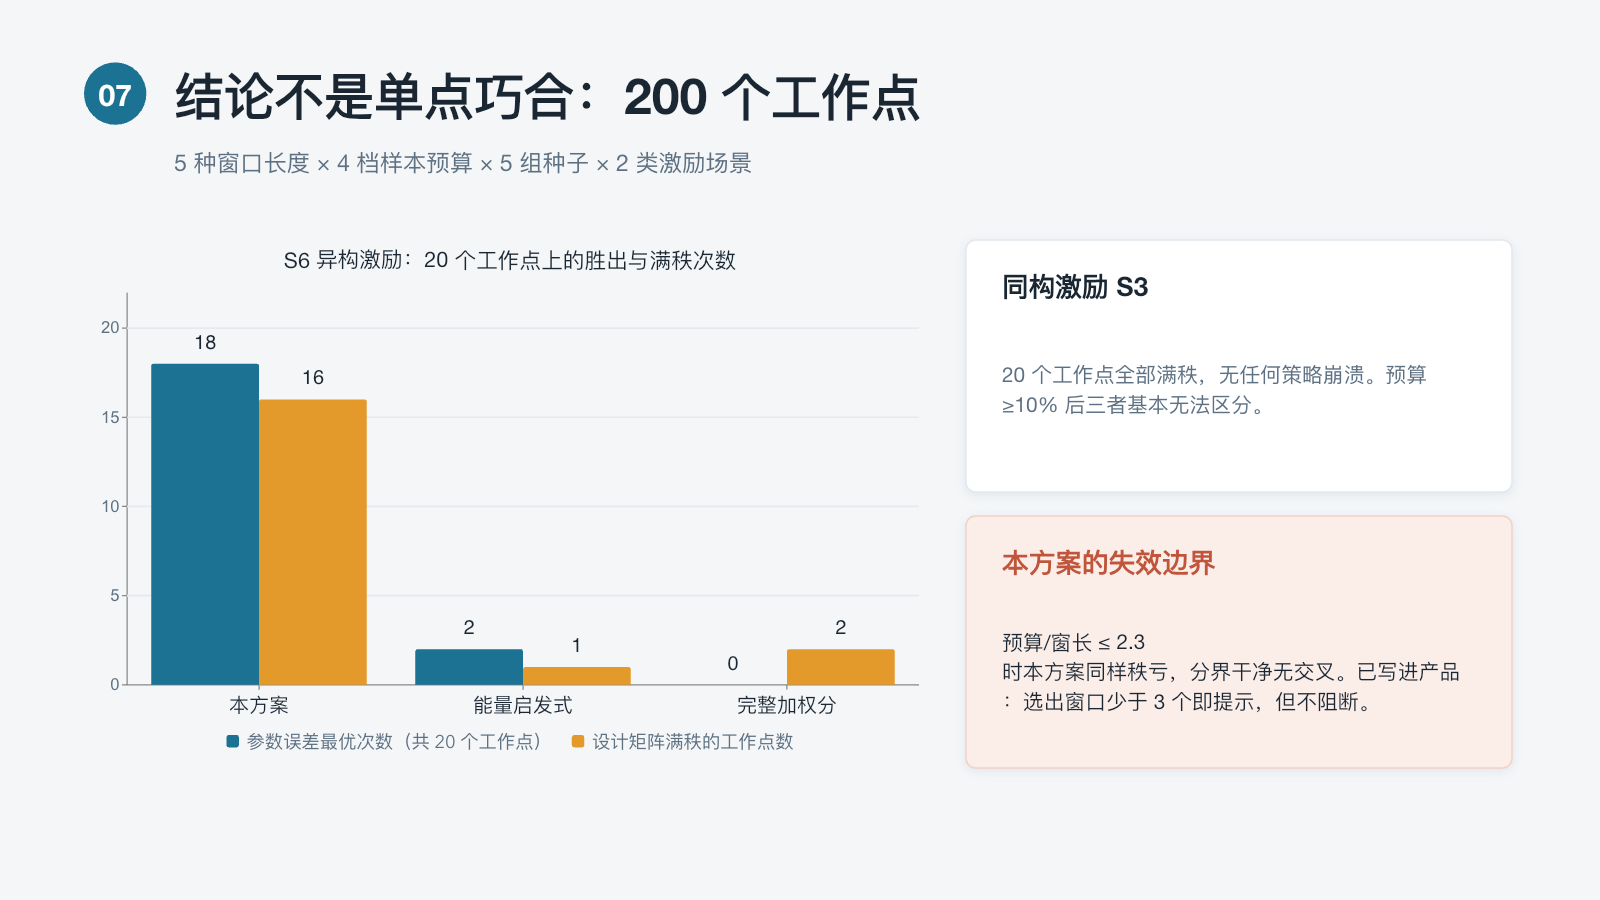 07
结论不是单点巧合：200 个工作点
5 种窗口长度 × 4 档样本预算 × 5 组种子 × 2 类激励场景
S6 异构激励：20 个工作点上的胜出与满秩次数
20
15
10
5
0
18
16
2
1
0
2
本方案
能量启发式
完整加权分
参数误差最优次数（共 20 个工作点）
设计矩阵满秩的工作点数
同构激励 S3
20 个工作点全部满秩，无任何策略崩溃。预算
≥10% 后三者基本无法区分。
本方案的失效边界
预算/窗长 ≤ 2.3
时本方案同样秩亏，分界干净无交叉。已写进产品
：选出窗口少于 3 个即提示，但不阻断。